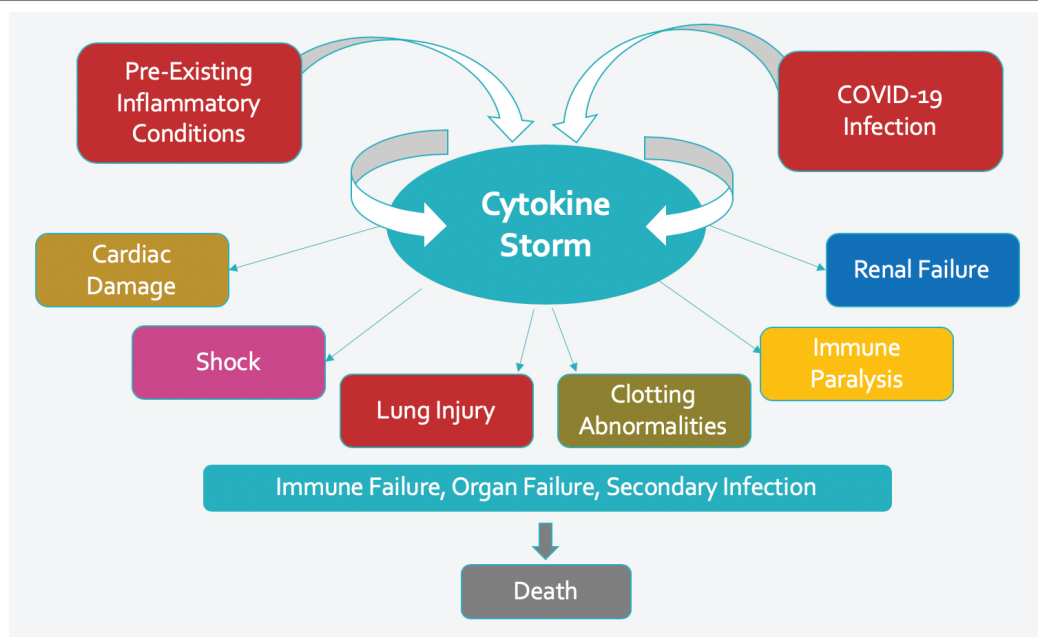 Pre-Existing
Inflammatory
Conditions
COVID-19
Infection
Cytokine
Storm
Cardiac
Damage
Renal Failure
Shock
Immune
Paralysis
Lung Injury
Clotting
Abnormalities
Immune Failure, Organ Failure, Secondary Infection
Death